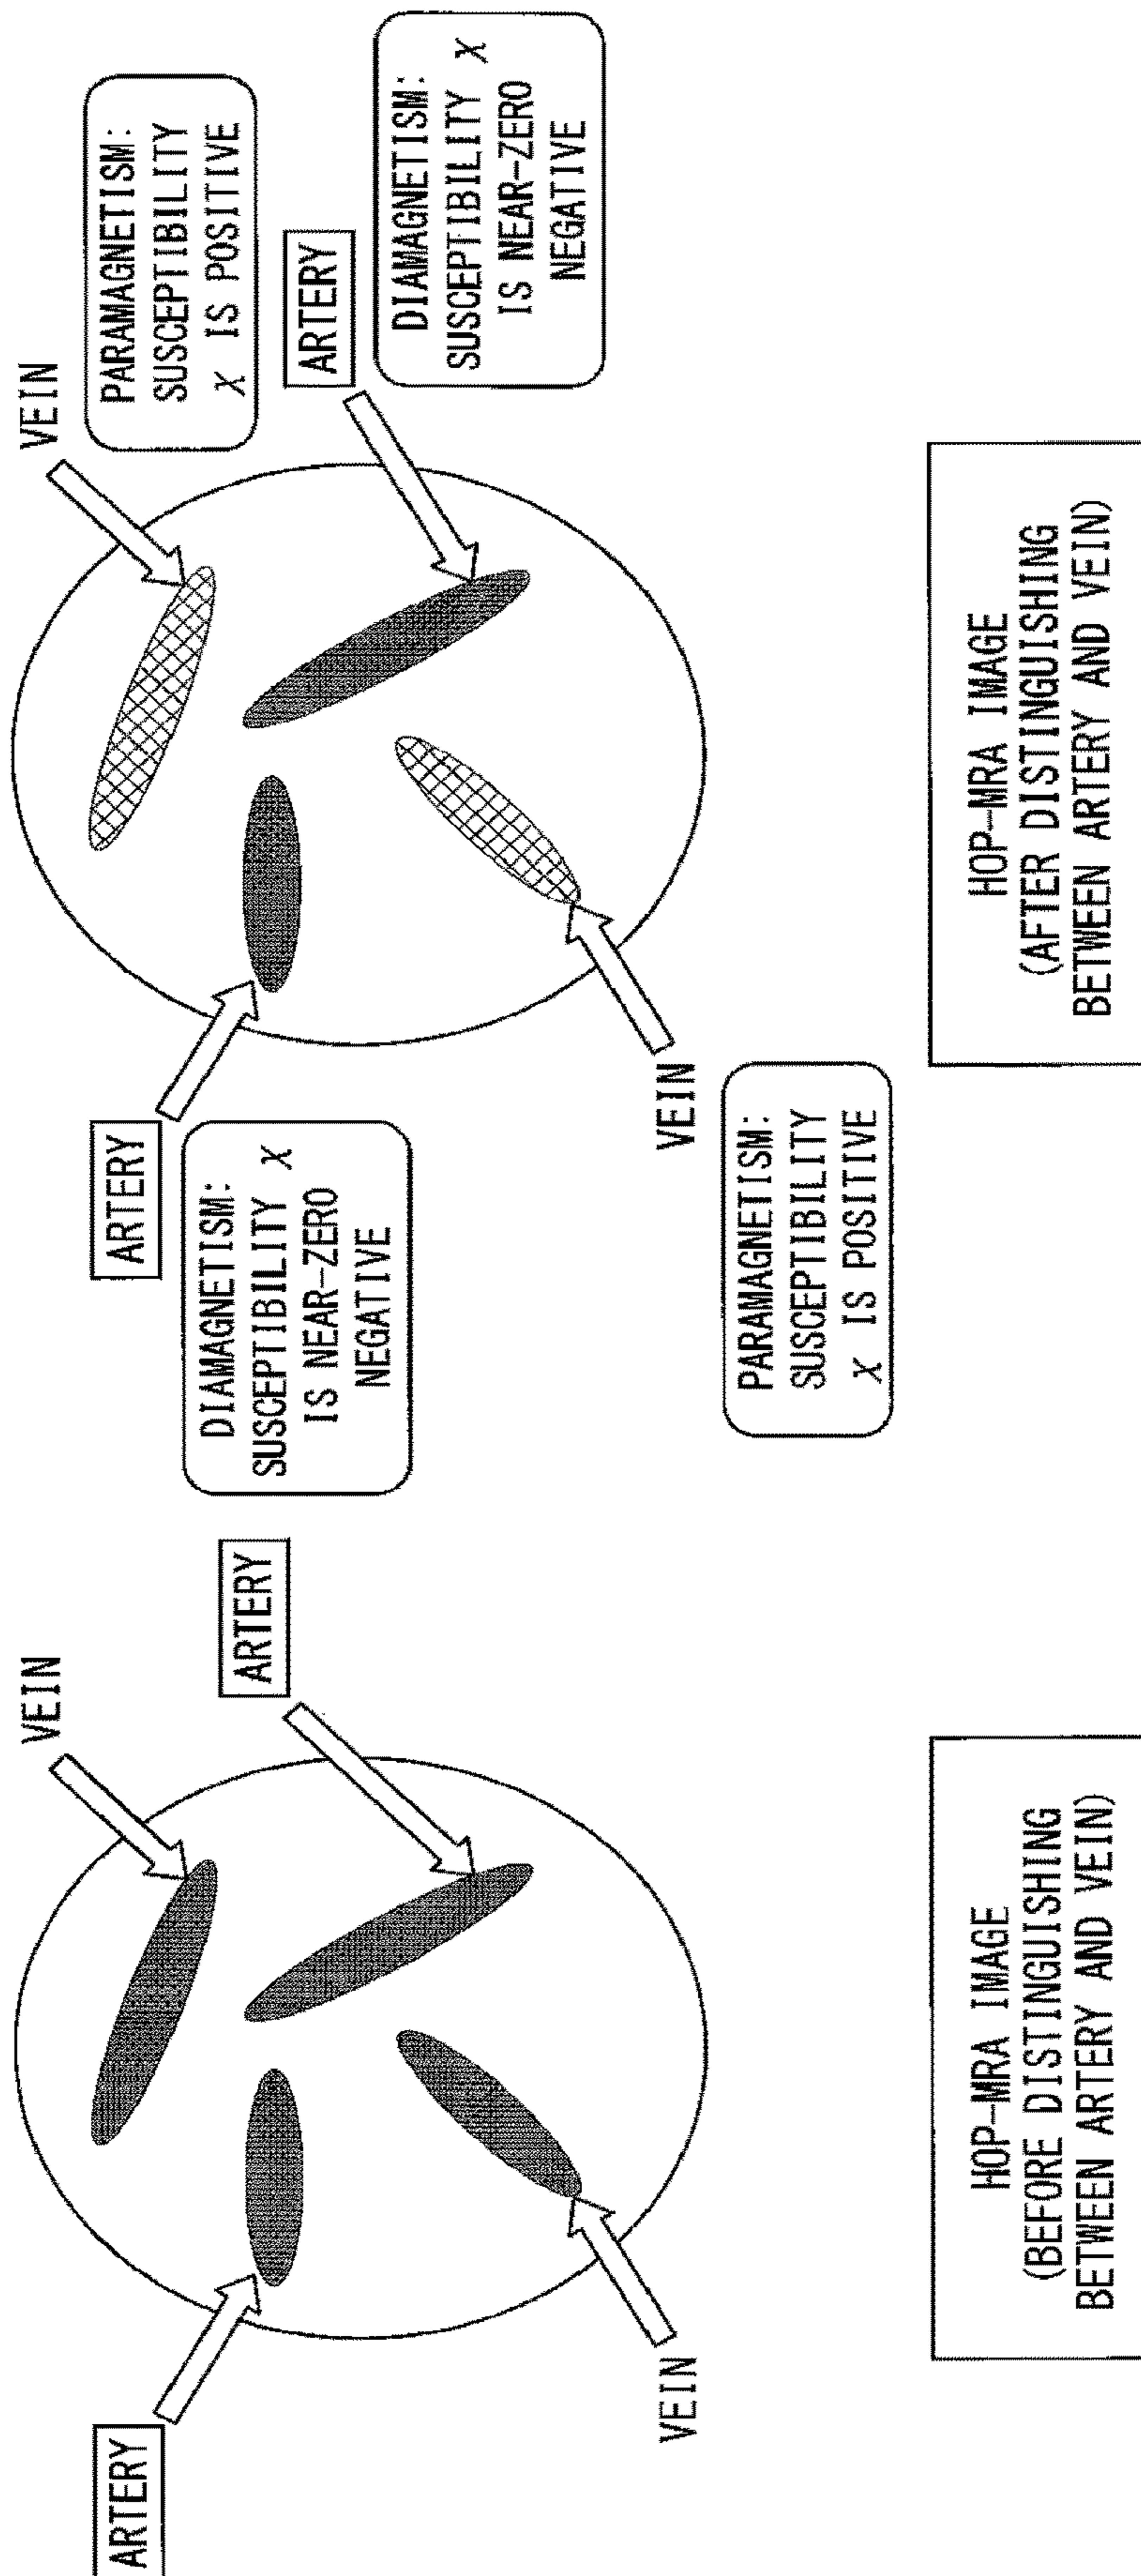 VEIN
ARTERY
ARTERY
VEIN
HOP-MRA IMAGE
(BEFORE DISTINGUISHING
BETWEEN ARTERY AND VEIN)
VEIN
PARAMAGNETISM:
SUSCEPTIBILITY
χ IS POSITIVE
ARTERY
DIAMAGNETISM:
SUSCEPTIBILITY χ
IS NEAR-ZERO
NEGATIVE
ARTERY
DIAMAGNETISM:
SUSCEPTIBILITY χ
IS NEAR-ZERO
NEGATIVE
VEIN
PARAMAGNETISM:
SUSCEPTIBILITY
χ IS POSITIVE
HOP-MRA IMAGE
(AFTER DISTINGUISHING
BETWEEN ARTERY AND VEIN)